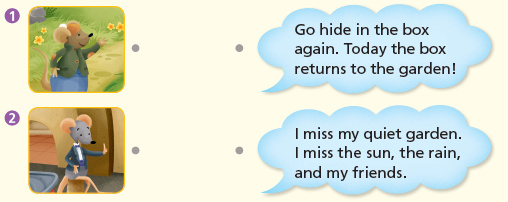 1
Go hide in the box
again. Today the box
returns to the garden!
2
I miss my quiet garden.
I miss the sun, the rain,
and my friends.